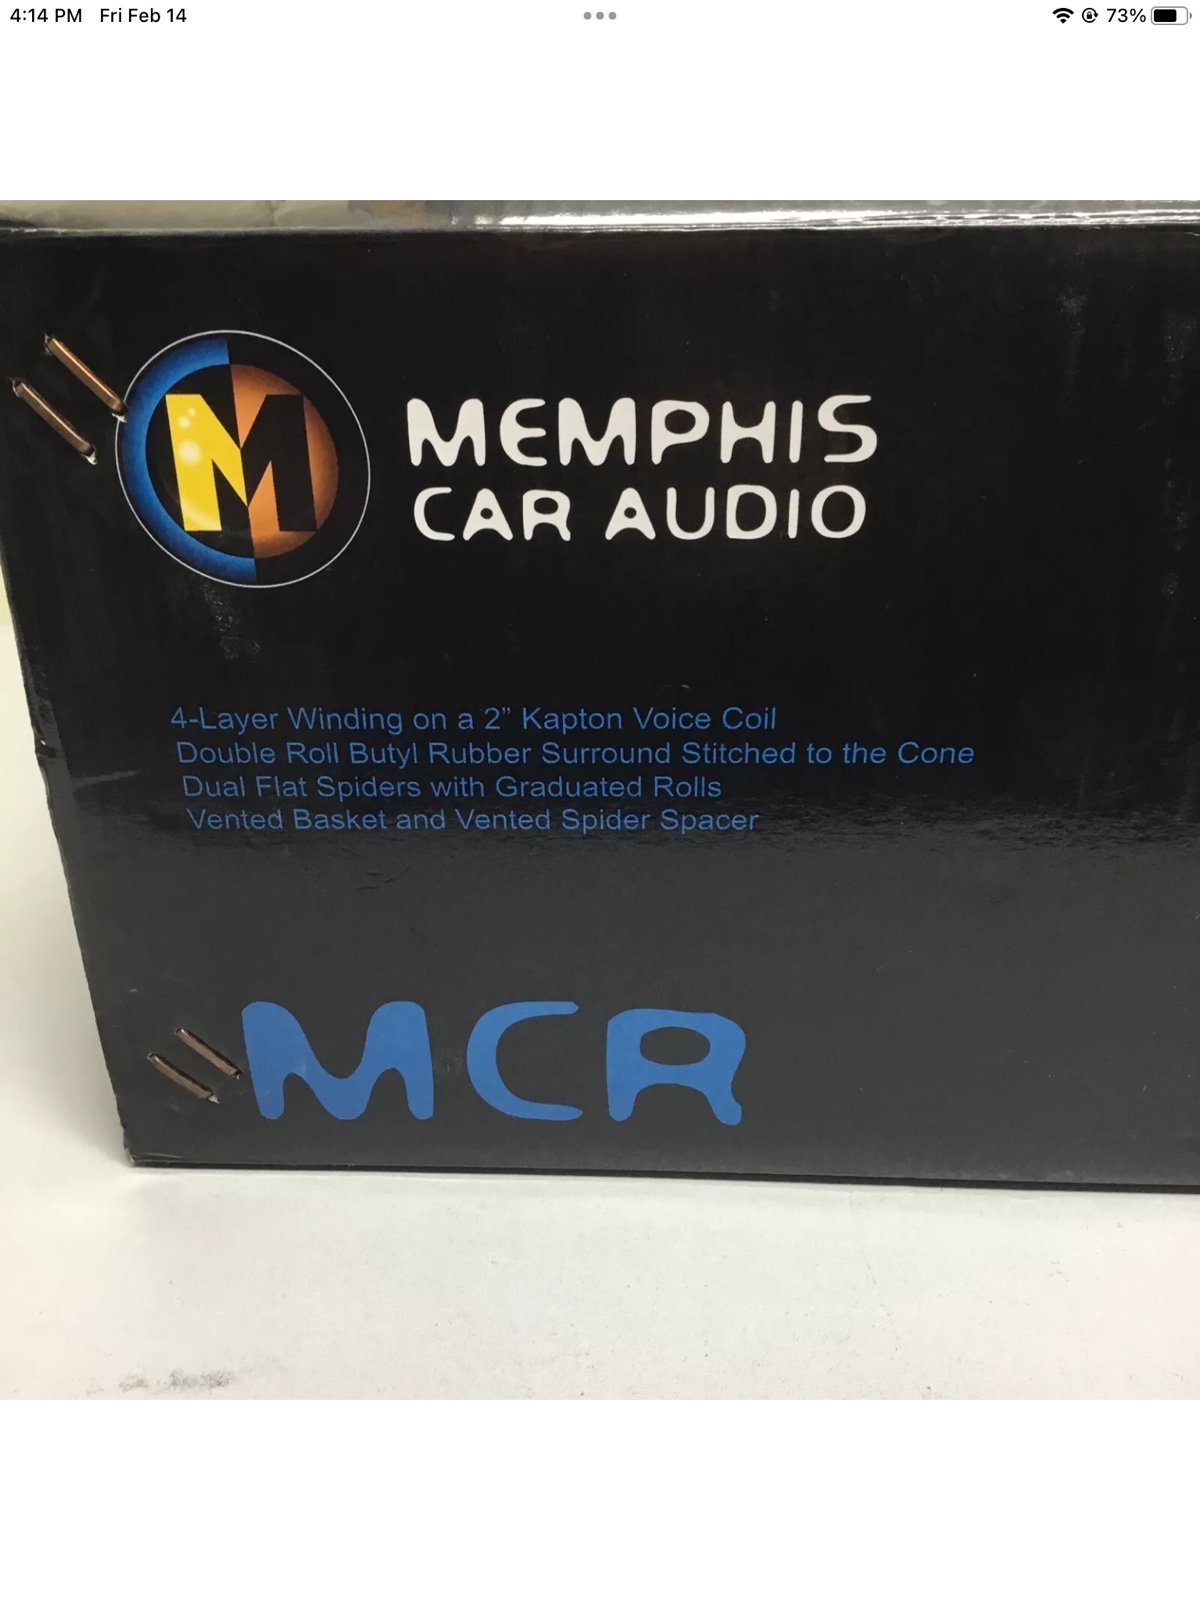 4:14 PM Fri Feb 14
73%
M
MEMPHIS
CAR AUDIO
4-Layer Winding on a 2” Kapton Voice Coil
Double Roll Butyl Rubber Surround Stitched to the Cone
Dual Flat Spiders with Graduated Rolls
Vented Basket and Vented Spider Spacer
MCR